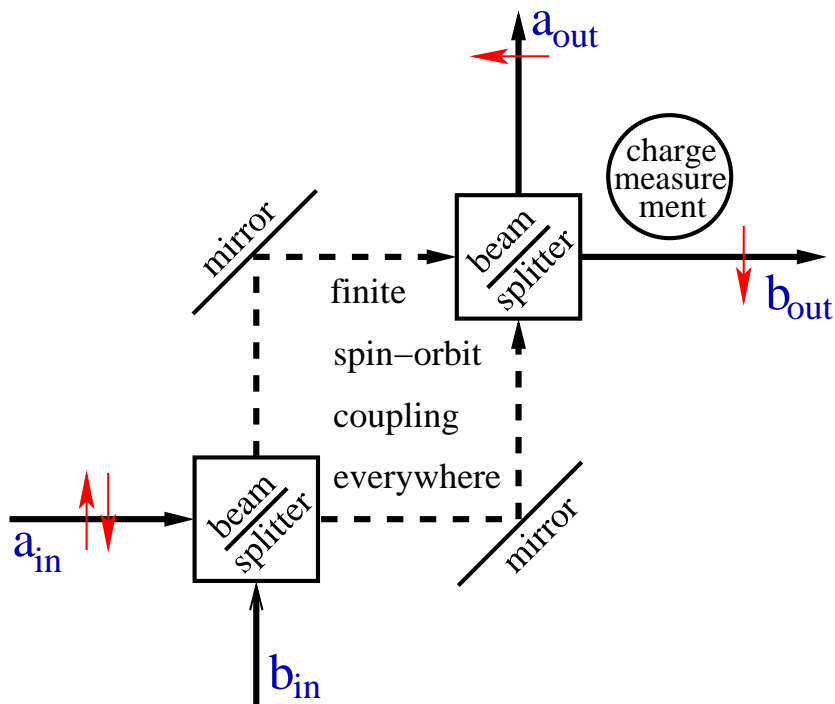 a_out
charge
measure
ment
mirror
beam
splitter
finite
b_out
spin−orbit
coupling
everywhere
beam
splitter
mirror
a_in
b_in